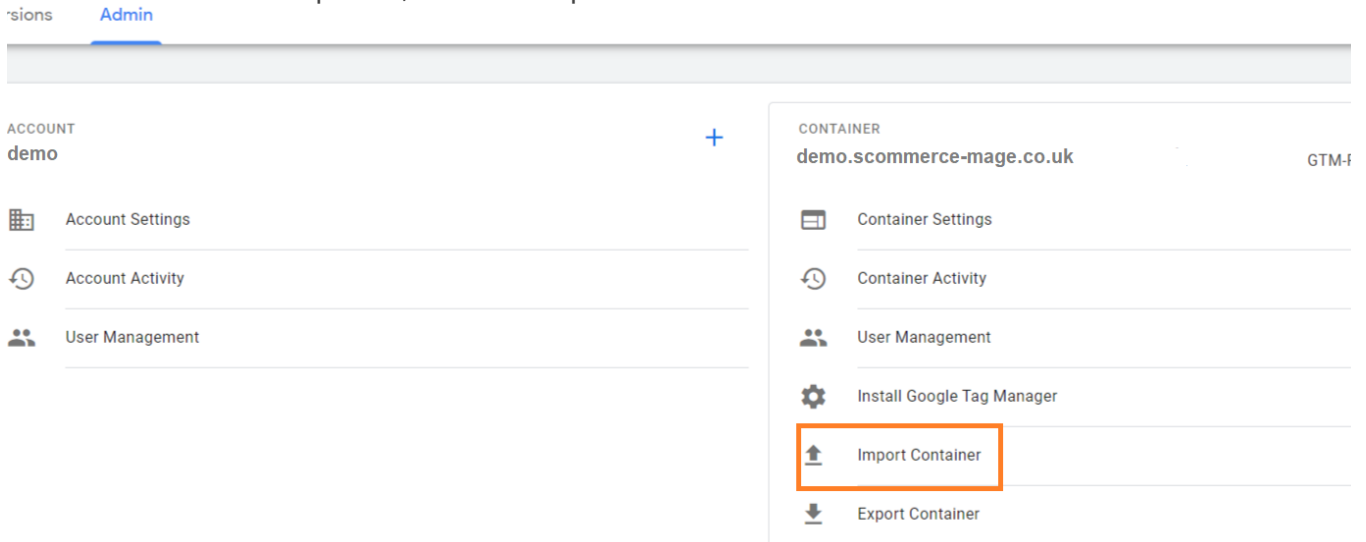 rsions Admin
ACCOUNT
demo
Account Settings
Account Activity
User Management
CONTAINER
demo.scommerce-mage.co.uk
GTM-
Container Settings
Container Activity
User Management
Install Google Tag Manager
Import Container
Export Container